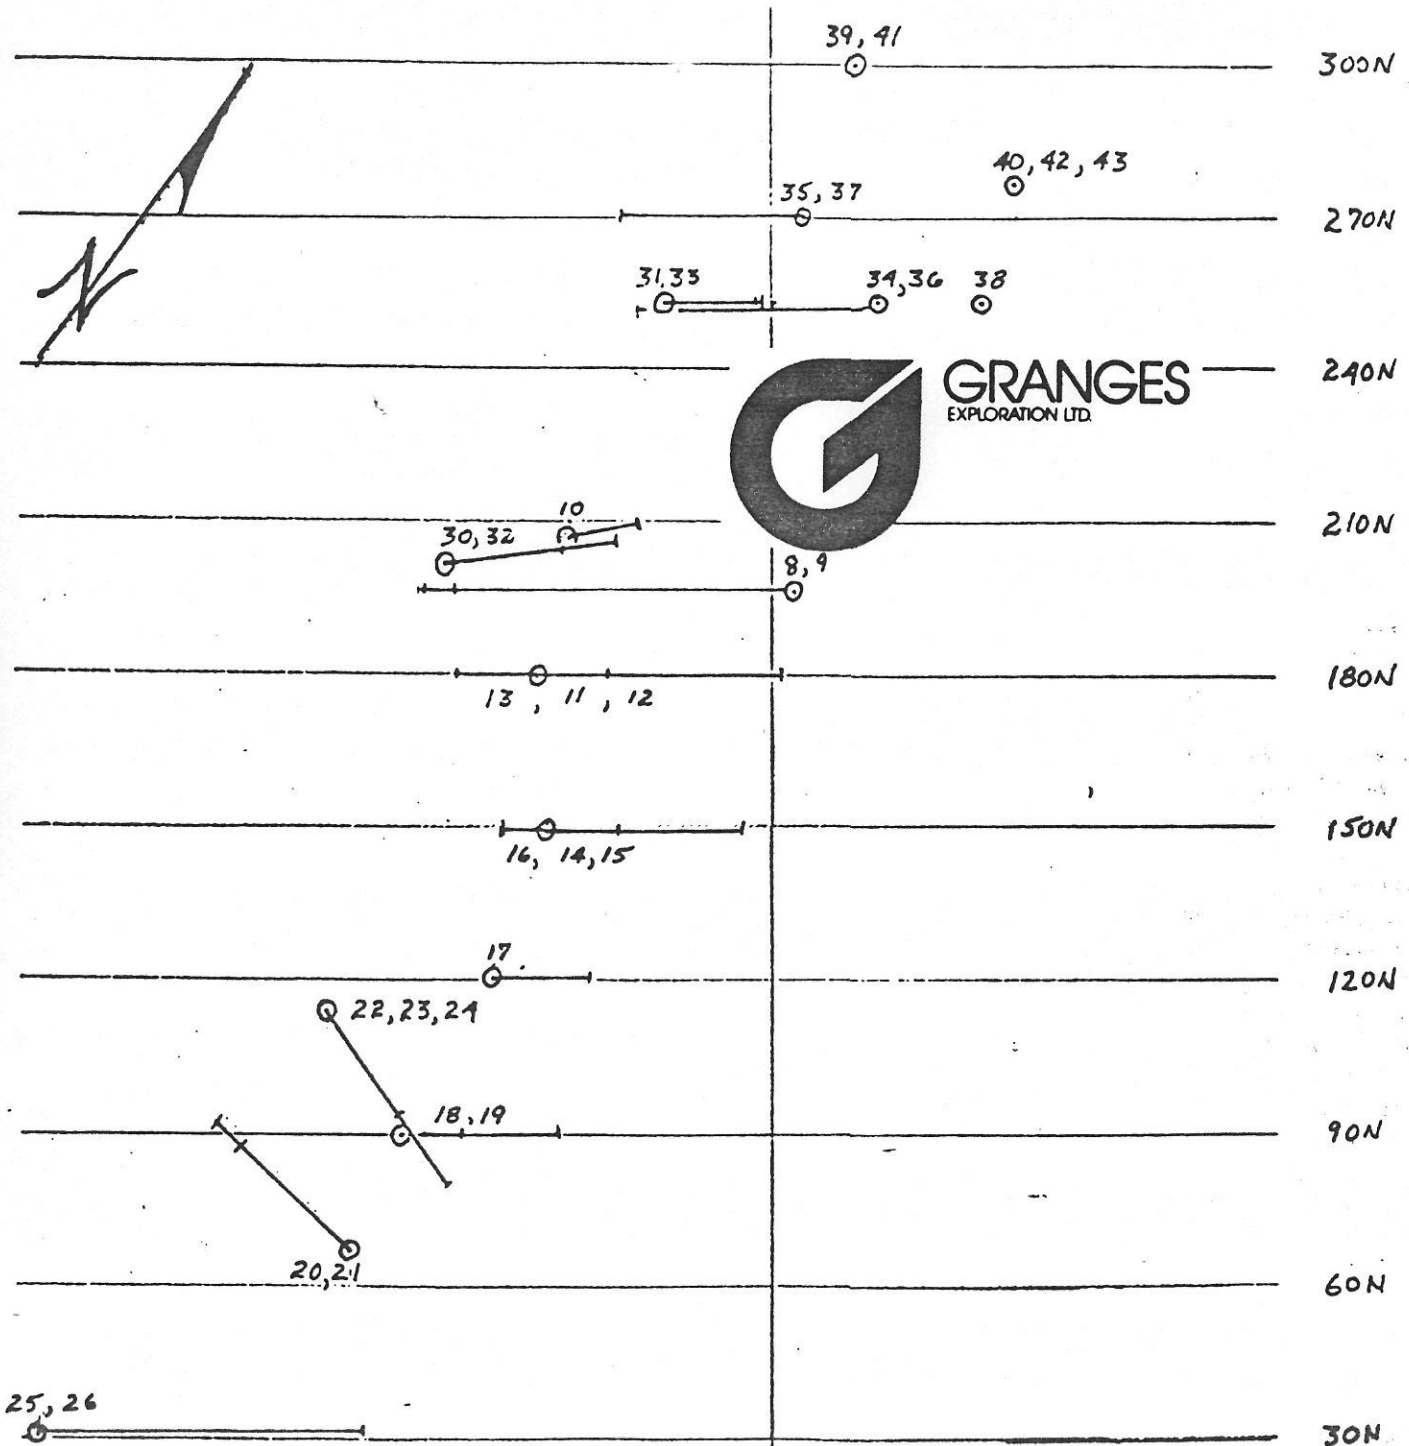 39, 41
300N
40, 42, 43
35, 37
270N
N
31,33
34,36
38
GRANGES
EXPLORATION LTD.
240N
10
30, 32
210N
8, 9
180N
13, 11, 12
150N
16, 14, 15
17
120N
22, 23, 24
18, 19
90N
20, 21
60N
25, 26
30N